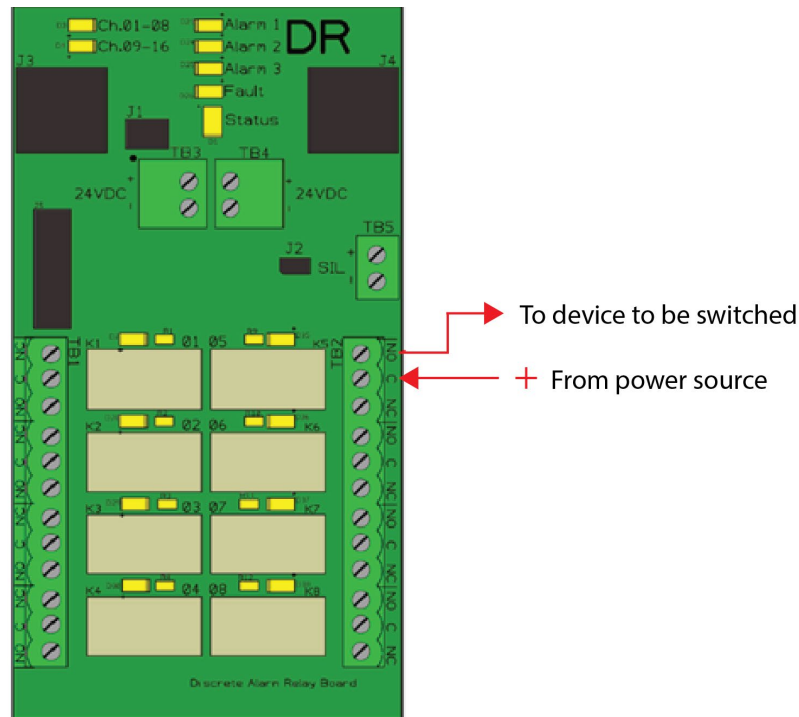 Ch.01-08
Ch.09-16
Alarm 1
Alarm 2
Alarm 3
Fault
Status
DR
J3
J4
J1
TB3
TB4
+
24VDC
-
+
24VDC
-
TB5
J2
SIL
+
-
To device to be switched
+ From power source
TB1
NC
C
NO
NC
C
NO
NC
C
NO
NC
C
NO
K1
01
05
K5
K2
02
06
K6
K3
03
07
K7
K4
04
08
K8
TB2
NO
C
NC
NO
C
NC
NO
C
NC
NO
C
NC
Discrete Alarm Relay Board